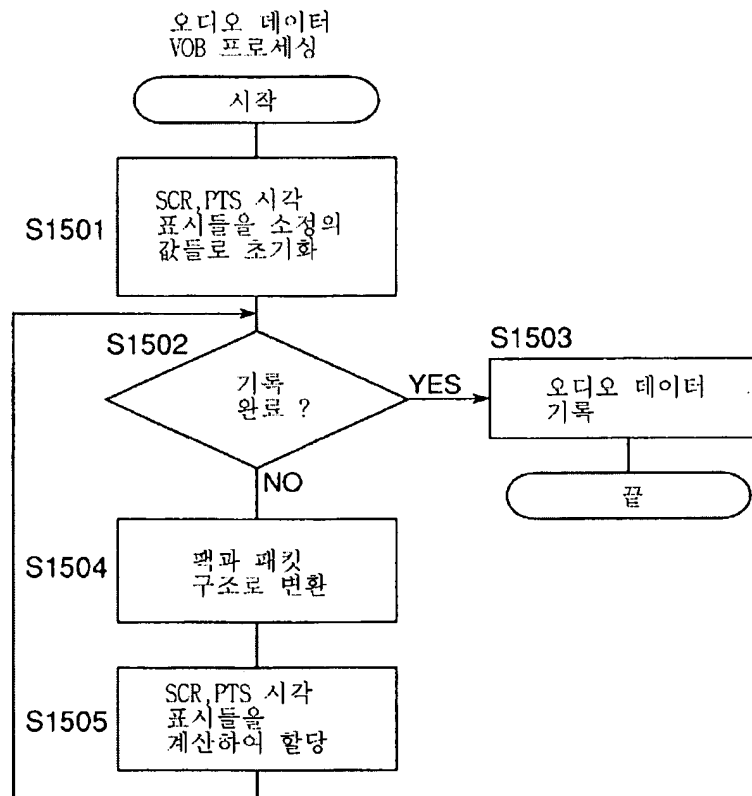 오디오 데이터
VOB 프로세싱
시작
S1501
SCR,PTS 시각
표시들을 소정의
값들로 초기화
S1502
기록
완료 ?
YES
S1503
오디오 데이터
기록
끝
NO
S1504
팩과 패킷
구조로 변환
S1505
SCR,PTS 시각
표시들을
계산하여 할당